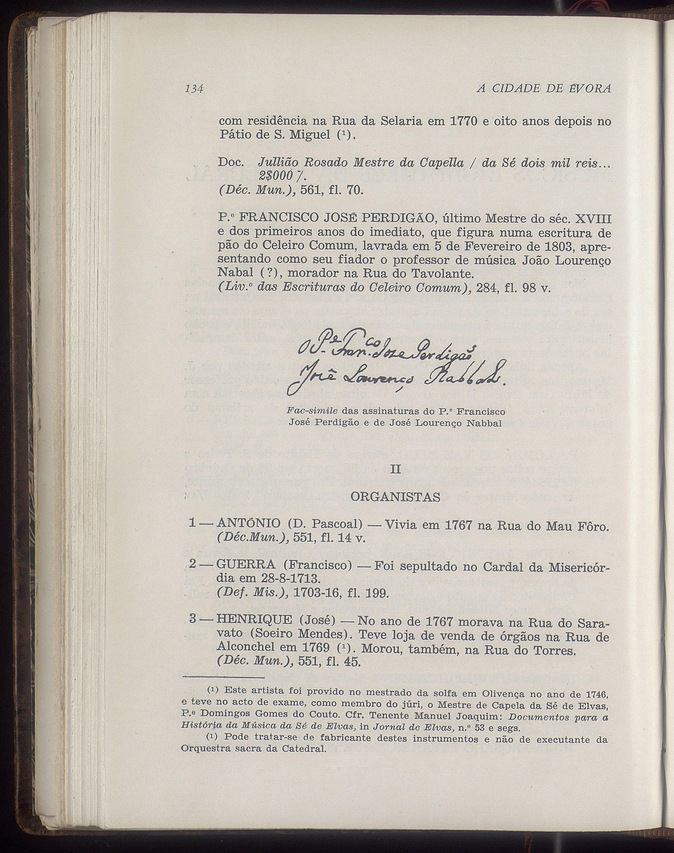 134
A CIDADE DE ÉVORA
com residência na Rua da Selaria em 1770 e oito anos depois no
Pátio de S. Miguel (¹).
Doc. Jullião Rosado Mestre da Capella / da Sé dois mil reis...
2$000 /.
(Déc. Mun.), 561, fl. 70.
P.ᵉ FRANCISCO JOSÉ PERDIGÃO, último Mestre do séc. XVIII
e dos primeiros anos do imediato, que figura numa escritura de
pão do Celeiro Comum, lavrada em 5 de Fevereiro de 1803, apre-
sentando como seu fiador o professor de música João Lourenço
Nabal (?), morador na Rua do Tavolante.
(Liv.º das Escrituras do Celeiro Comum), 284, fl. 98 v.
O P.ᵉ Fran.ᶜᵒ Joze Perdigaõ
Joze Lourenço Nabbal.
Fac-simile das assinaturas do P.ᵉ Francisco
José Perdigão e de José Lourenço Nabbal
II
ORGANISTAS
1 — ANTÓNIO (D. Pascoal) — Vivia em 1767 na Rua do Mau Fôro.
(Déc.Mun.), 551, fl. 14 v.
2 — GUERRA (Francisco) — Foi sepultado no Cardal da Misericór-
dia em 28-8-1713.
(Def. Mis.), 1703-16, fl. 199.
3 — HENRIQUE (José) — No ano de 1767 morava na Rua do Sara-
vato (Soeiro Mendes). Teve loja de venda de órgãos na Rua de
Alconchel em 1769 (¹). Morou, também, na Rua do Torres.
(Déc. Mun.), 551, fl. 45.
(¹) Este artista foi provido no mestrado da solfa em Olivença no ano de 1746,
e teve no acto de exame, como membro do júri, o Mestre de Capela da Sé de Elvas,
P.ᵉ Domingos Gomes do Couto. Cfr. Tenente Manuel Joaquim: Documentos para a
História da Música da Sé de Elvas, in Jornal de Elvas, n.º 53 e segs.
(¹) Pode tratar-se de fabricante destes instrumentos e não de executante da
Orquestra sacra da Catedral.